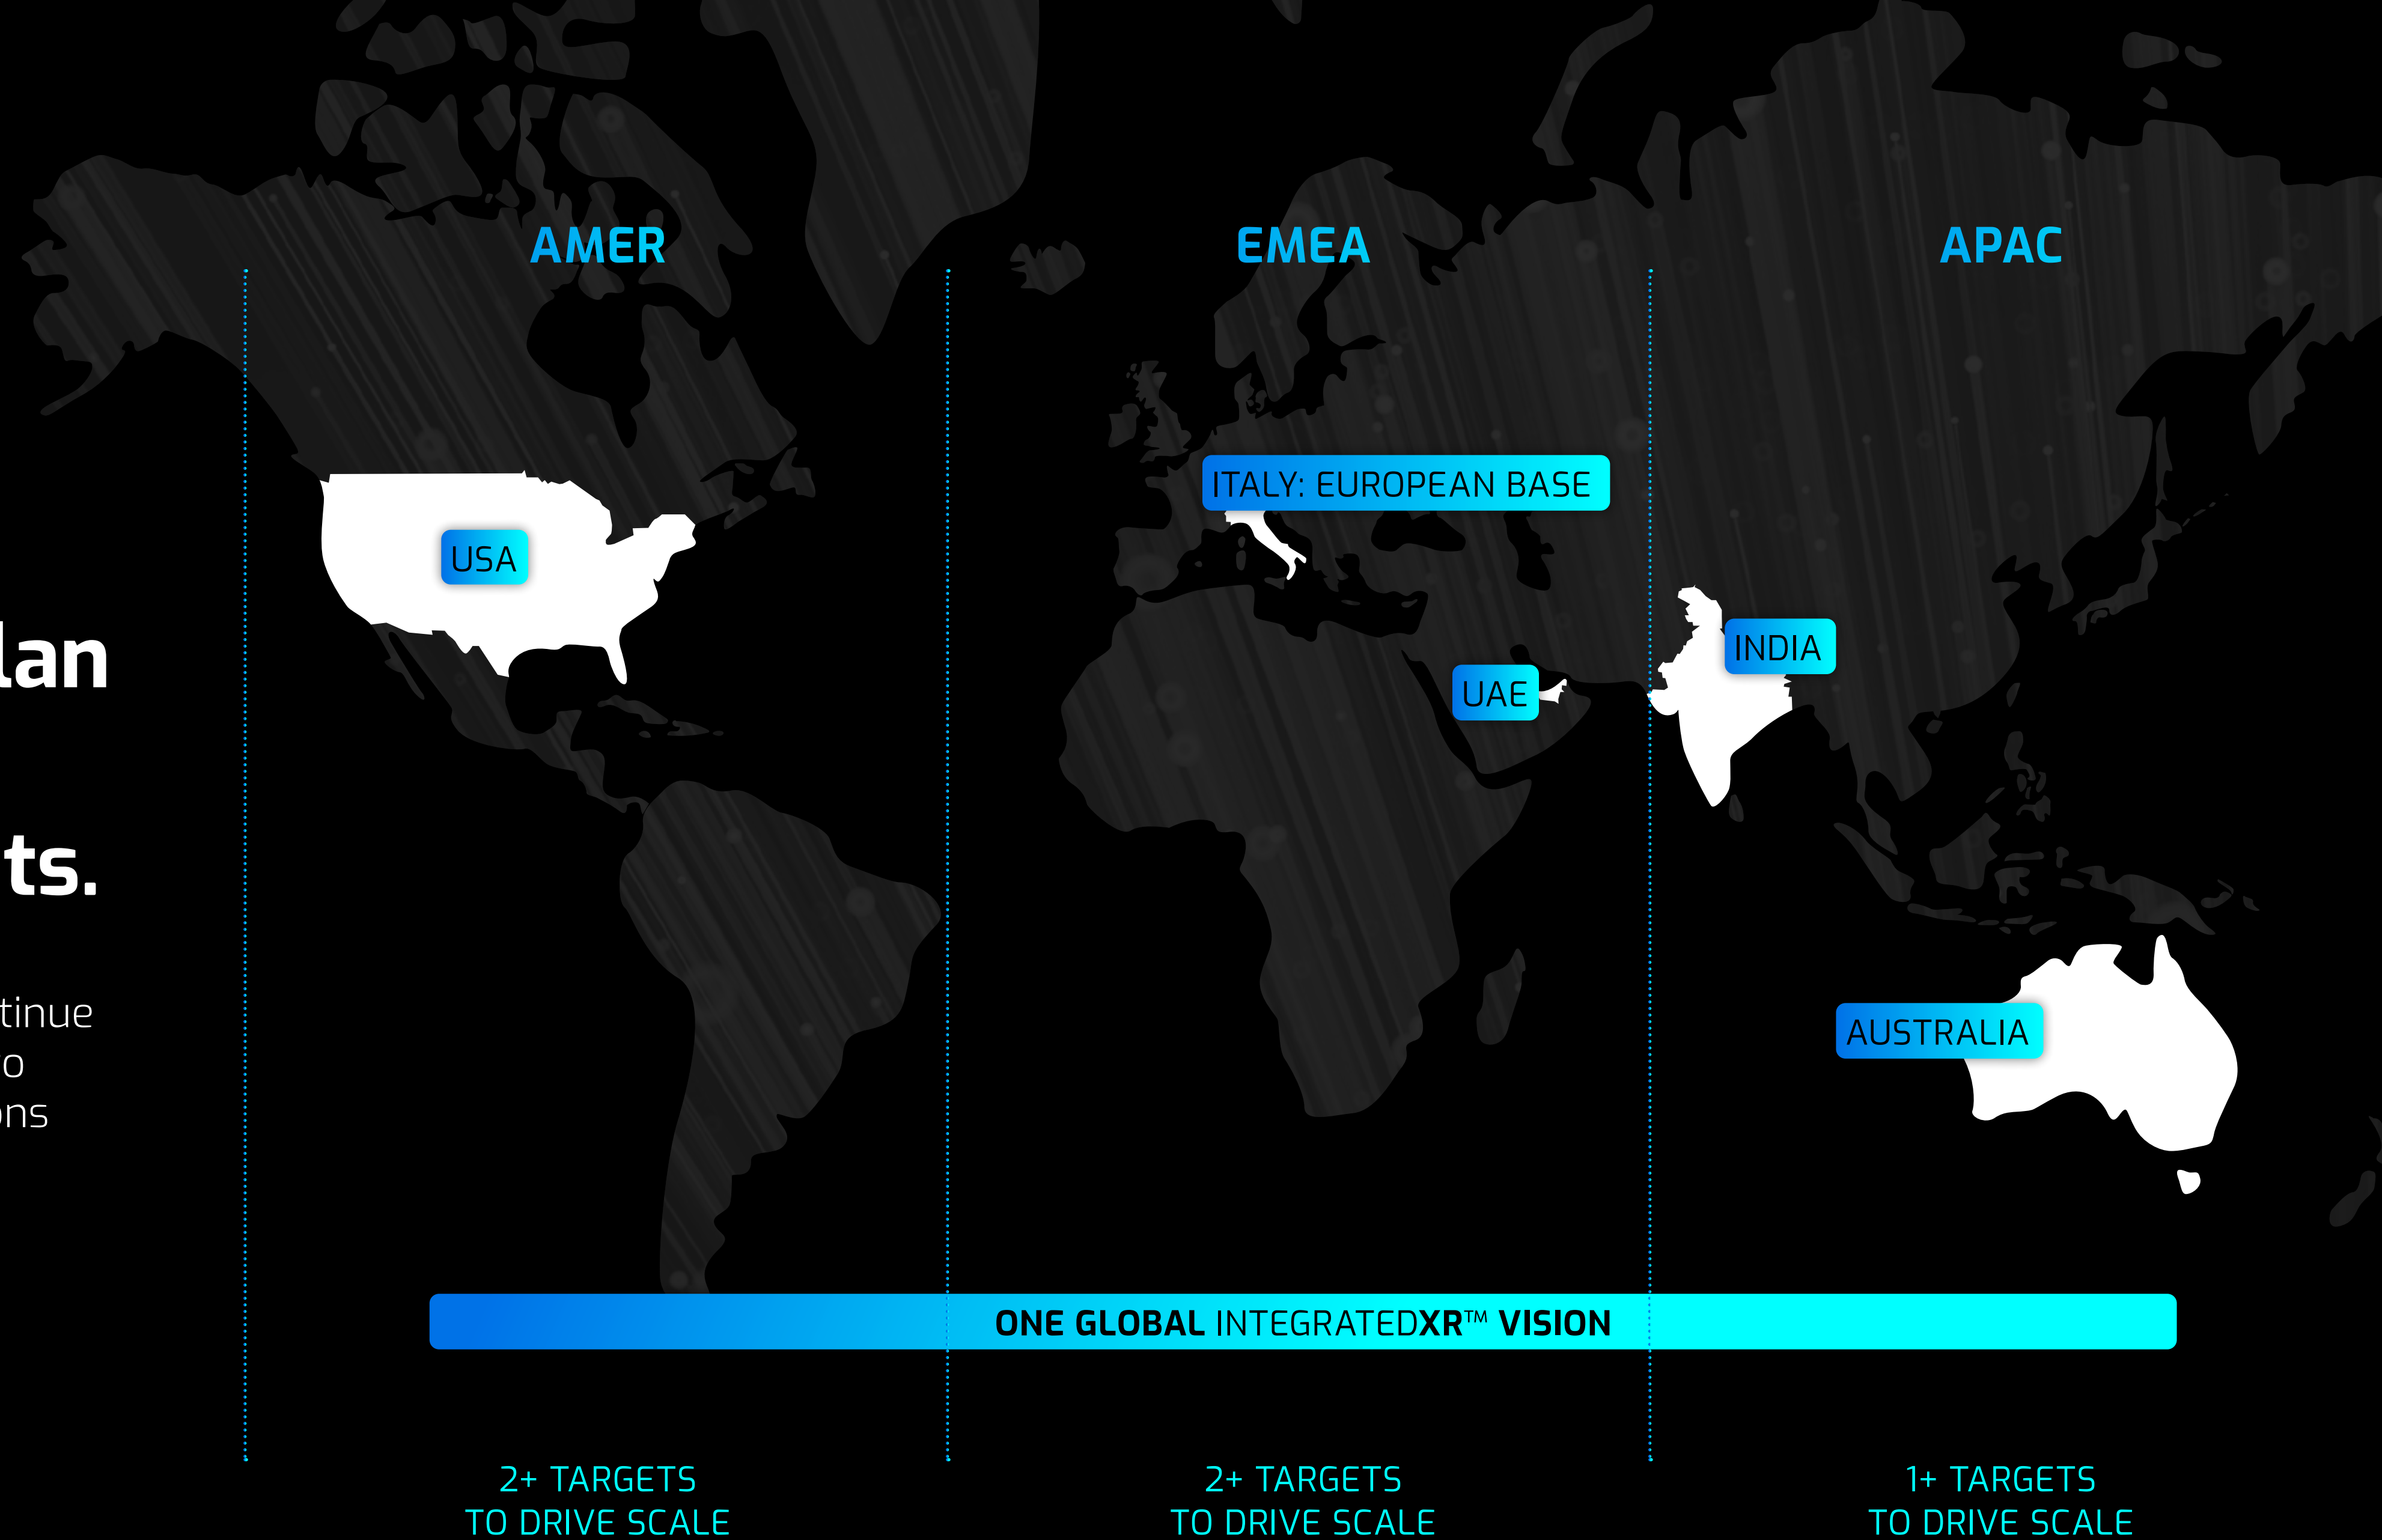 lan
ts.
tinue
o
ons
AMER
EMEA
APAC
ITALY: EUROPEAN BASE
USA
INDIA
UAE
AUSTRALIA
ONE GLOBAL INTEGRATEDXR™ VISION
2+ TARGETS
TO DRIVE SCALE
2+ TARGETS
TO DRIVE SCALE
1+ TARGETS
TO DRIVE SCALE